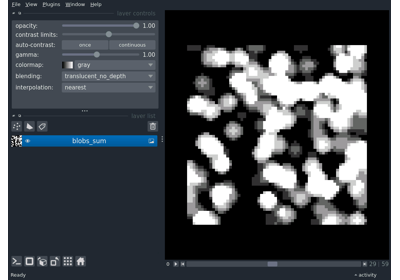 File View Plugins Window Help
layer controls
opacity: 1.00
contrast limits:
auto-contrast: once continuous
gamma: 1.00
colormap: gray
blending: translucent_no_depth
interpolation: nearest
layer list
blobs_sum
29 59
Ready activity